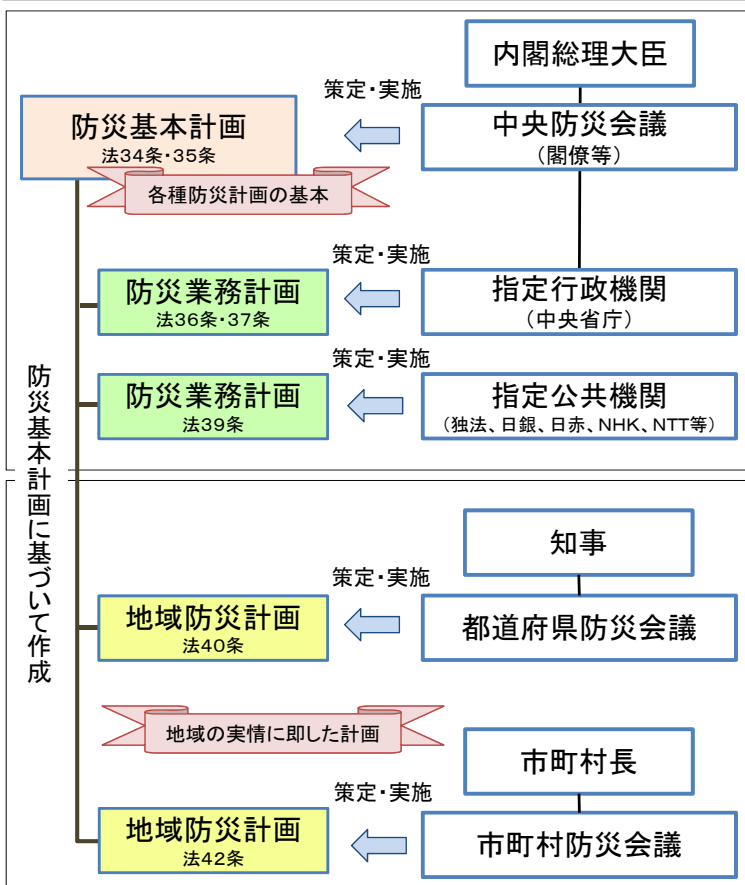 内閣総理大臣
策定・実施
防災基本計画
法34条・35条
中央防災会議
（閣僚等）
各種防災計画の基本
策定・実施
防災業務計画
法36条・37条
指定行政機関
（中央省庁）
策定・実施
防災業務計画
法39条
指定公共機関
（独法、日銀、日赤、NHK、NTT等）
防災基本計画に基づいて作成
知事
策定・実施
地域防災計画
法40条
都道府県防災会議
地域の実情に即した計画
市町村長
策定・実施
地域防災計画
法42条
市町村防災会議